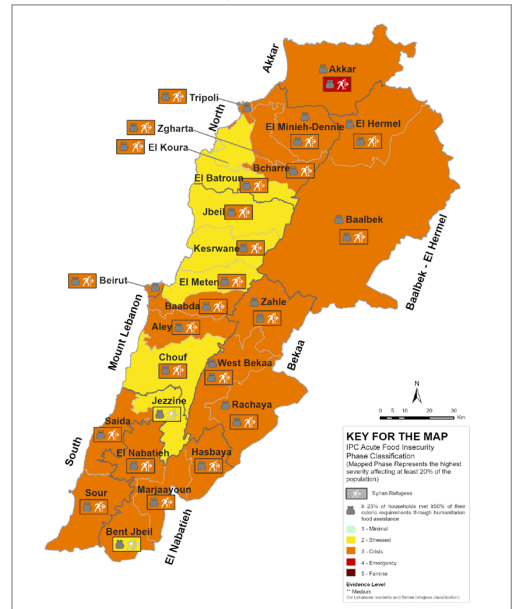 Akkar
Akkar
Tripoli
North
El Hermel
Zgharta
El Minieh-Dennie
El Koura
Bcharre
El Batroun
Jbeil
Baalbek
Kesrwane
Baalbek - El Hermel
Beirut
El Meten
Zahle
Baabda
Mount Lebanon
Aley
Bekaa
Chouf
West Bekaa
Jezzine
Rachaya
Saida
South
El Nabatieh
Hasbaya
Sour
Marjaayoun
El Nabatieh
Bent Jbeil
N
0 5 10 20 30
Km
KEY FOR THE MAP
IPC Acute Food Insecurity
Phase Classification
(Mapped Phase Represents the highest
severity affecting at least 20% of the
population)
Syrian Refugees
≥ 25% of households met ≥50% of their
caloric requirements through humanitarian
food assistance
1 - Minimal
2 - Stressed
3 - Crisis
4 - Emergency
5 - Famine
Evidence Level
** Medium
(for Lebanese residents and Syrian refugees classification)